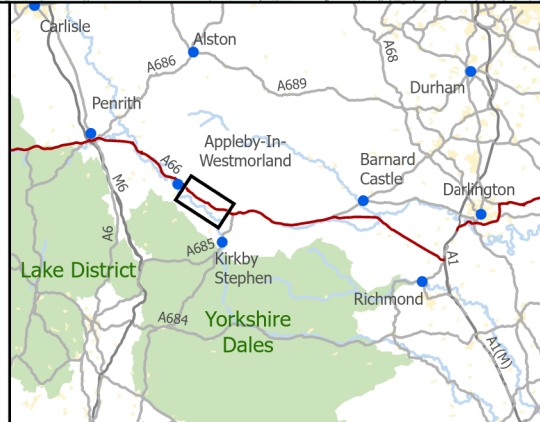 Carlisle
Alston
A68
A686
A689
Durham
Penrith
Appleby-In-
Westmorland
A66
Barnard
Castle
Darlington
M6
A6
A685
Kirkby
Stephen
A1
Lake District
Richmond
A684
Yorkshire
Dales
A1(M)